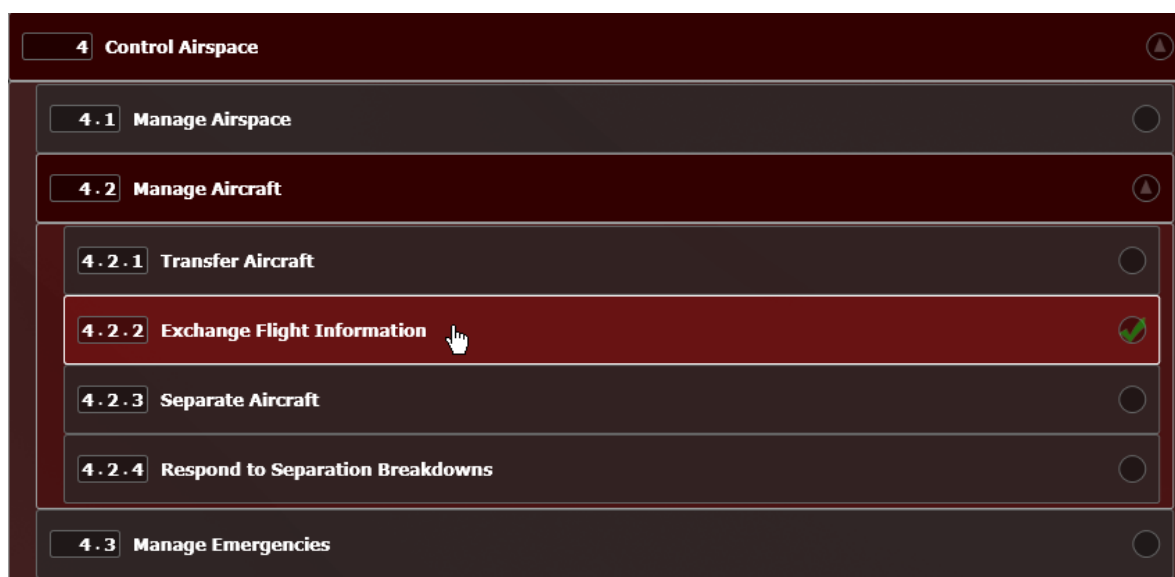 4 Control Airspace
4.1 Manage Airspace
4.2 Manage Aircraft
4.2.1 Transfer Aircraft
4.2.2 Exchange Flight Information
4.2.3 Separate Aircraft
4.2.4 Respond to Separation Breakdowns
4.3 Manage Emergencies